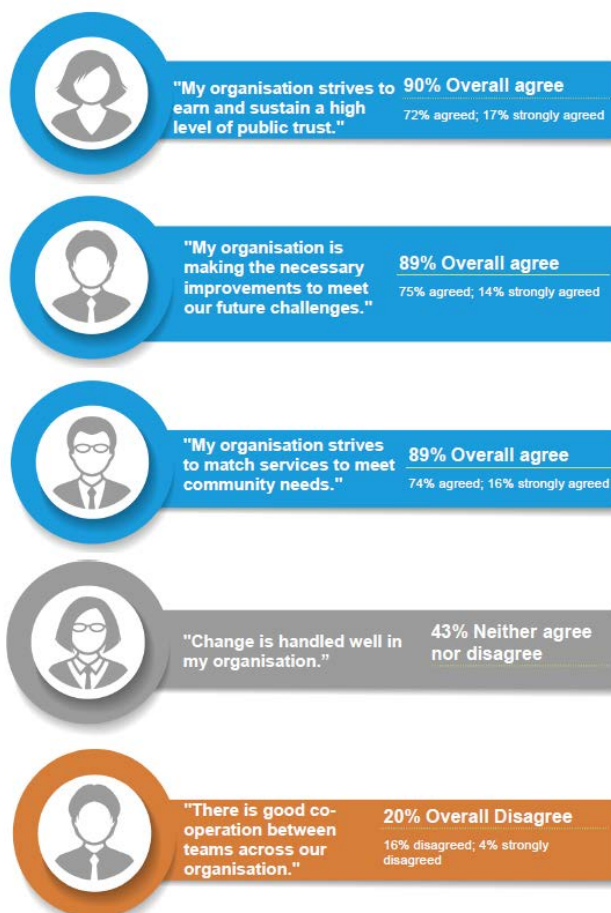 "My organisation strives to
earn and sustain a high
level of public trust."
90% Overall agree
72% agreed; 17% strongly agreed
"My organisation is
making the necessary
improvements to meet
our future challenges."
89% Overall agree
75% agreed; 14% strongly agreed
"My organisation strives
to match services to meet
community needs."
89% Overall agree
74% agreed; 16% strongly agreed
"Change is handled well in
my organisation.”
43% Neither agree
nor disagree
"There is good co-
operation between
teams across our
organisation."
20% Overall Disagree
16% disagreed; 4% strongly
disagreed